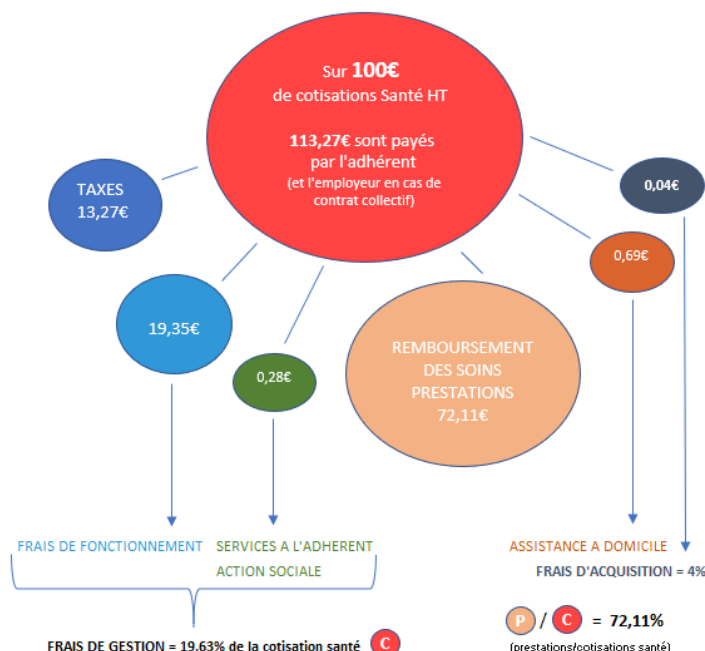 Sur 100€
de cotisations Santé HT
113,27€ sont payés
par l'adhérent
(et l'employeur en cas de
contrat collectif)
TAXES
13,27€
0,04€
0,69€
19,35€
0,28€
REMBOURSEMENT
DES SOINS
PRESTATIONS
72,11€
FRAIS DE FONCTIONNEMENT
SERVICES A L'ADHERENT
ACTION SOCIALE
ASSISTANCE A DOMICILE
FRAIS D'ACQUISITION = 4%
FRAIS DE GESTION = 19,63% de la cotisation santé C
P / C = 72,11%
(prestations/cotisations santé)